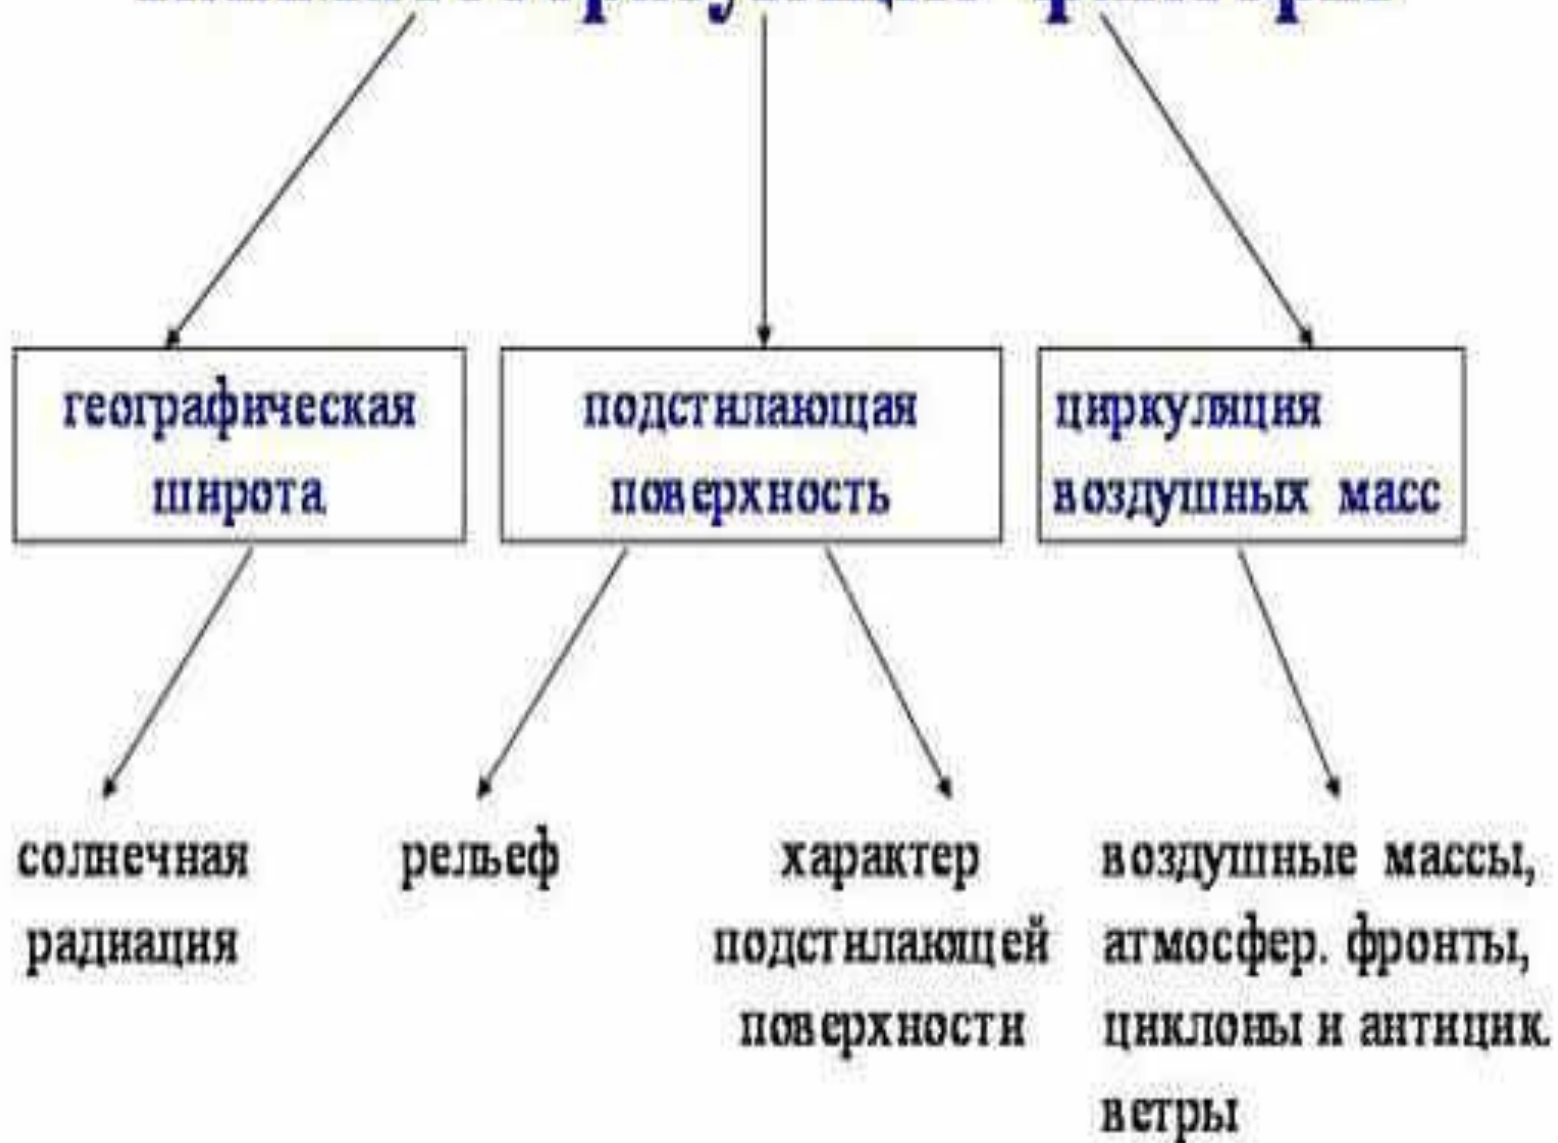 географическая
широта
подстилающая
поверхность
циркуляция
воздушных масс
солнечная
радиация
рельеф
характер
подстилающей
поверхности
воздушные массы,
атмосфер. фронты,
циклоны и антицик.
ветры